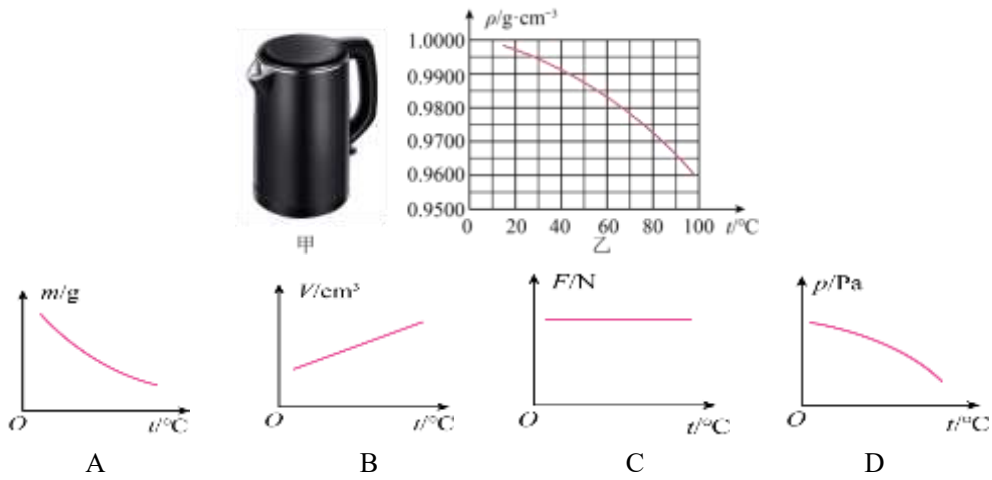 ρ/g·cm⁻³
1.0000
0.9900
0.9800
0.9700
0.9600
0.9500
0 20 40 60 80 100 t/°C
甲
乙
m/g
O t/°C
V/cm³
O t/°C
F/N
O t/°C
p/Pa
O t/°C
A B C D